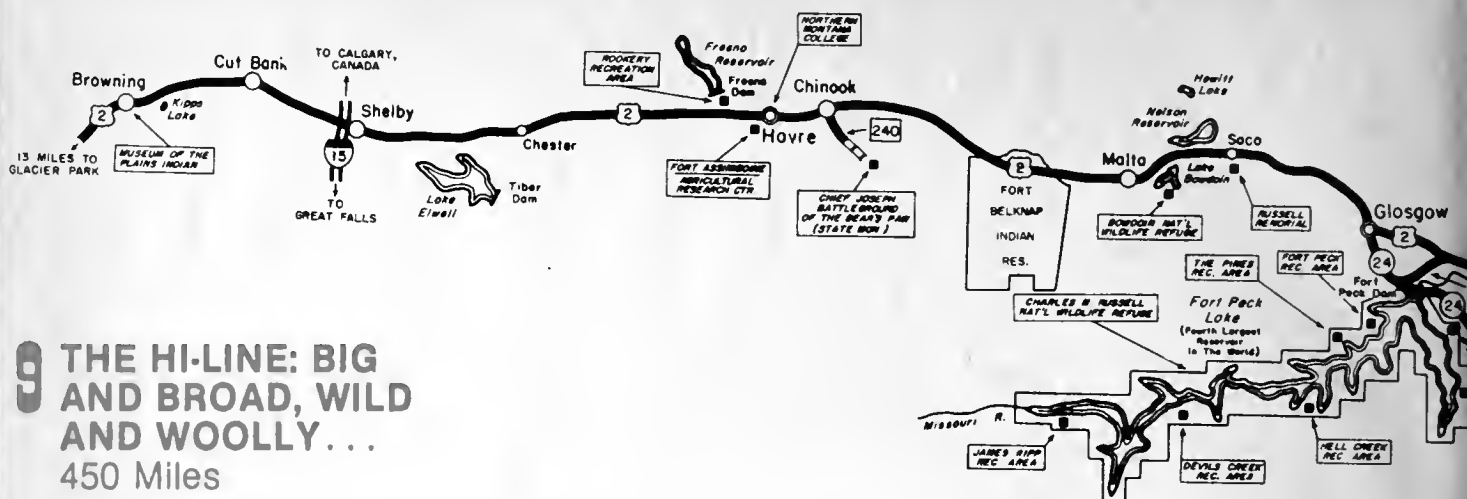 NORTHERN
MONTANA
COLLEGE
TO CALGARY,
CANADA
ROOKERY
RECREATION
AREA
Fresno
Reservoir
Fresno
Dam
Browning
Cut Bank
Kipps
Lake
2
Shelby
2
Chinook
Hewitt
Lake
Nelson
Reservoir
13 MILES TO
GLACIER PARK
MUSEUM OF THE
PLAINS INDIAN
15
Chester
Havre
240
Malta
Saco
TO
GREAT FALLS
Lake
Elwell
Tiber
Dam
FORT ASSINIBOINE
AGRICULTURAL
RESEARCH CTR.
CHIEF JOSEPH
BATTLEGROUND
OF THE BEAR'S PAW
(STATE MON.)
2
FORT
BELKNAP
INDIAN
RES.
Lake
Bowdoin
BOWDOIN NAT'L
WILDLIFE REFUGE
RUSSELL
MEMORIAL
Glasgow
2
24
THE PINES
REC. AREA
FORT PECK
REC. AREA
Fort
Peck Dam
24
CHARLES M RUSSELL
NAT'L WILDLIFE REFUGE
Fort Peck
Lake
(Fourth Largest
Reservoir
In The World)
Missouri R.
JAMES KIPP
REC AREA
DEVILS CREEK
REC. AREA
HELL CREEK
REC AREA
9 THE HI-LINE: BIG
AND BROAD, WILD
AND WOOLLY...
450 Miles